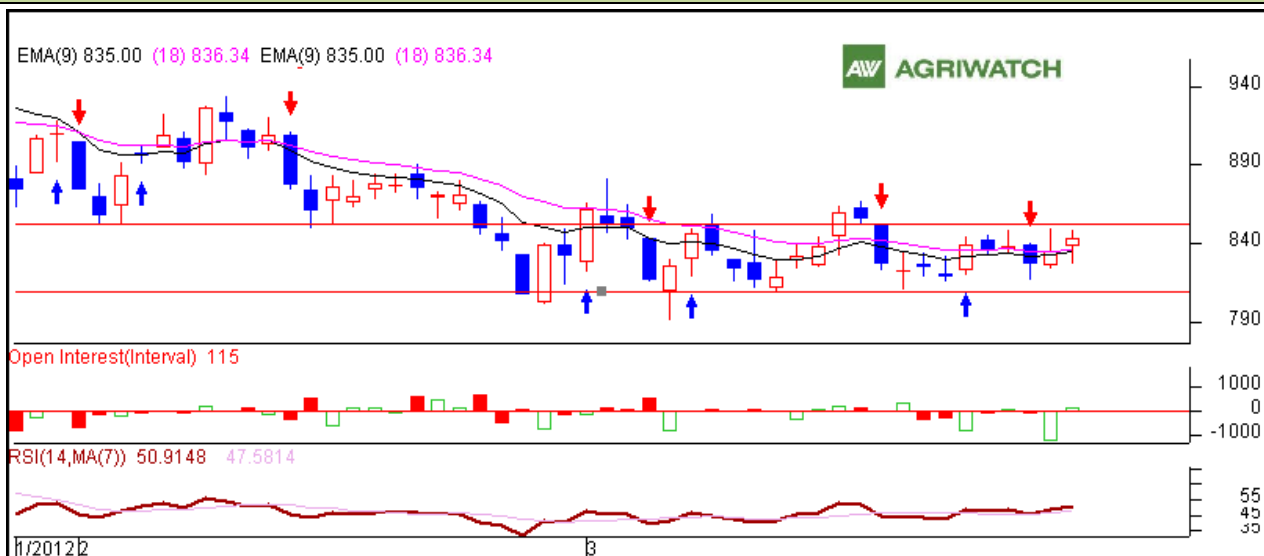 EMA(9) 835.00 (18) 836.34 EMA(9) 835.00 (18) 836.34
AW AGRIWATCH
940
890
840
790
Open Interest(Interval) 115
1000
0
-1000
RSI(14,MA(7)) 50.9148 47.5814
55
45
35
1/2012 2 3